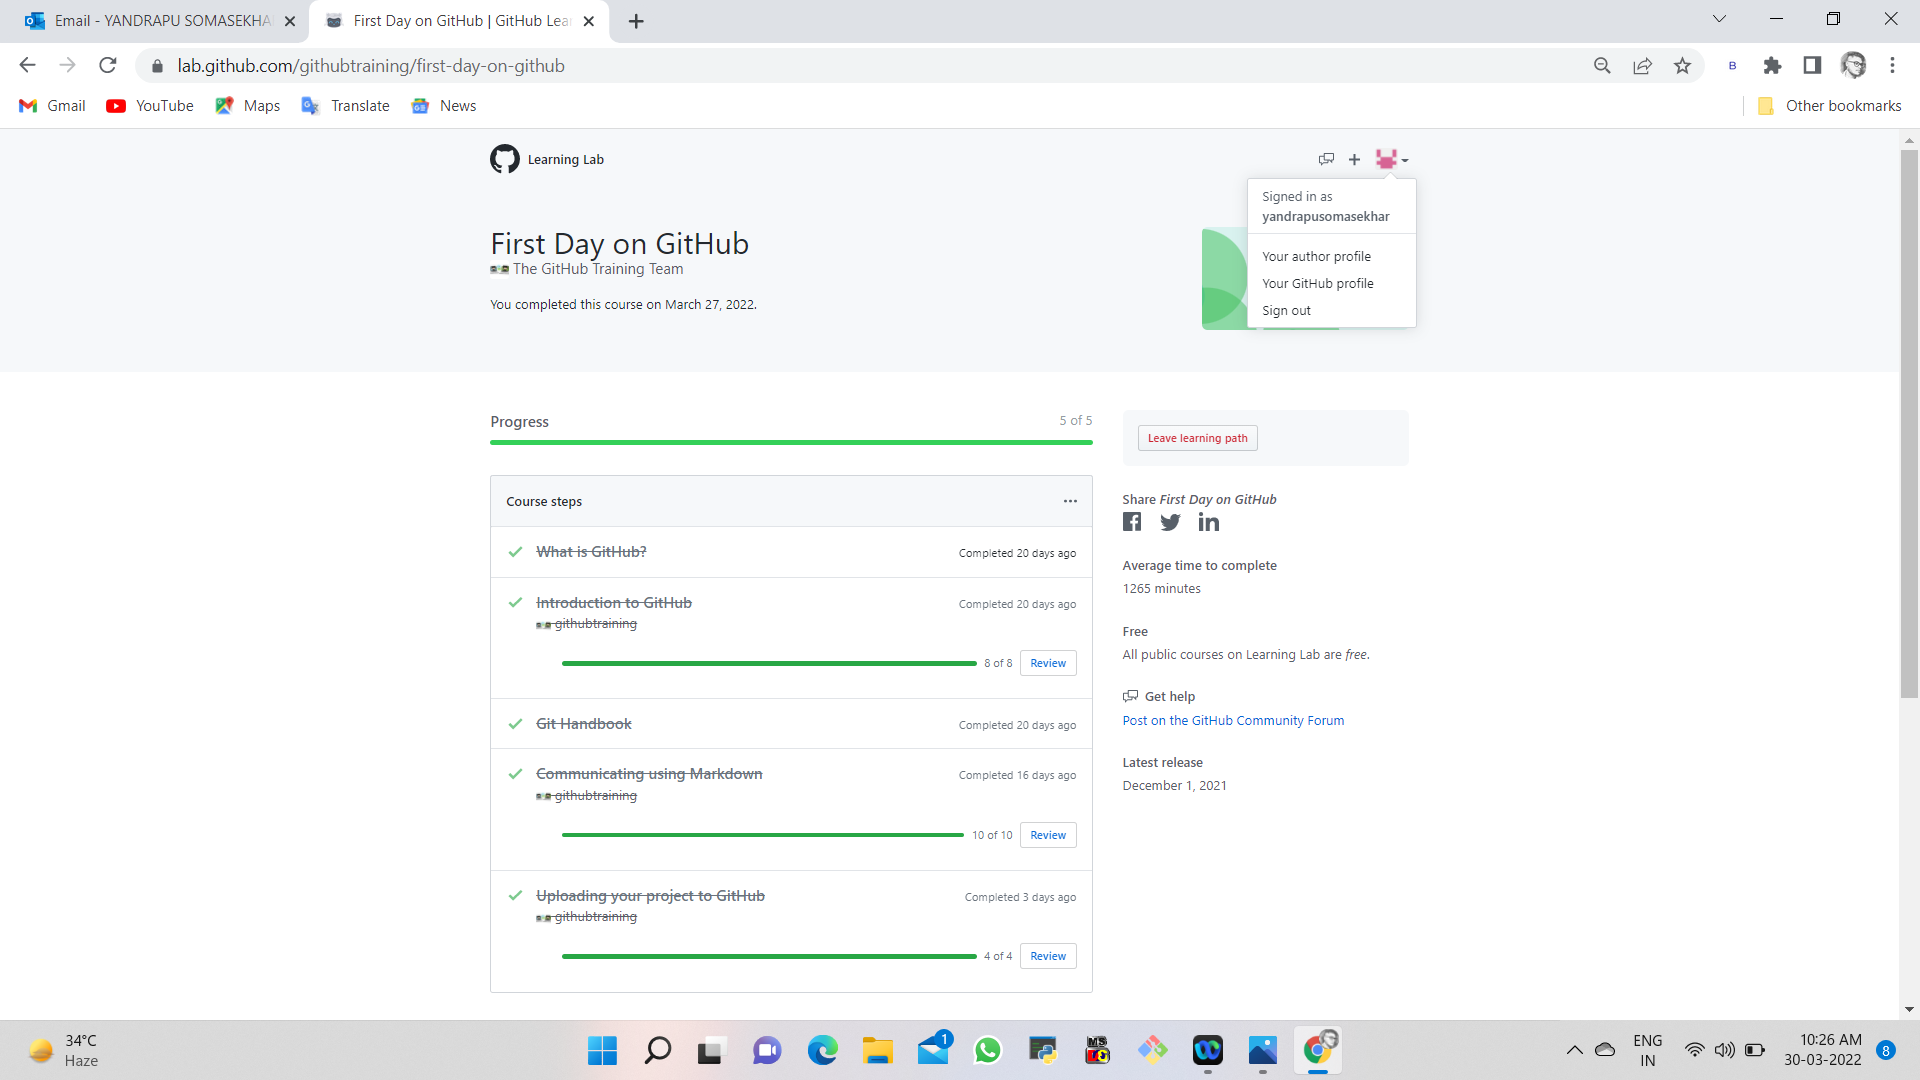 Email - YANDRAPU SOMASEKHA
First Day on GitHub | GitHub Lea
lab.github.com/githubtraining/first-day-on-github
B
Gmail
YouTube
Maps
Translate
News
Other bookmarks
Learning Lab
Signed in as
yandrapusomasekhar
Your author profile
Your GitHub profile
Sign out
First Day on GitHub
The GitHub Training Team
You completed this course on March 27, 2022.
Progress
5 of 5
Course steps
What is GitHub?
Completed 20 days ago
Introduction to GitHub
Completed 20 days ago
githubtraining
8 of 8
Review
Git Handbook
Completed 20 days ago
Communicating using Markdown
Completed 16 days ago
githubtraining
10 of 10
Review
Uploading your project to GitHub
Completed 3 days ago
githubtraining
4 of 4
Review
Leave learning path
Share First Day on GitHub
Average time to complete
1265 minutes
Free
All public courses on Learning Lab are free.
Get help
Post on the GitHub Community Forum
Latest release
December 1, 2021
34°C
Haze
1
MS
ENG
IN
10:26 AM
30-03-2022
8